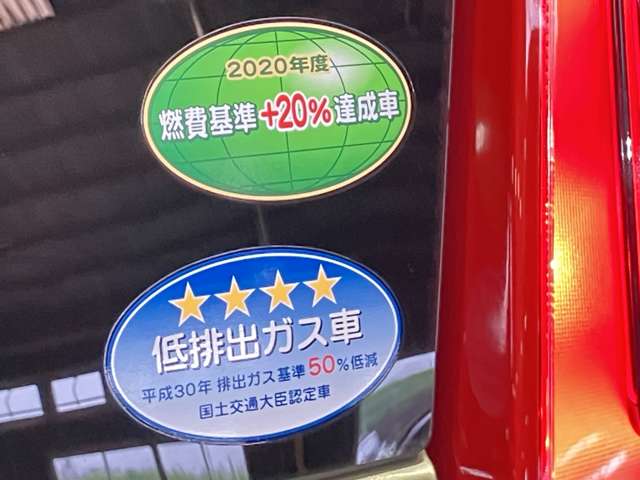 2020年度
燃費基準+20%達成車
低排出ガス車
平成30年 排出ガス基準50%低減
国土交通大臣認定車